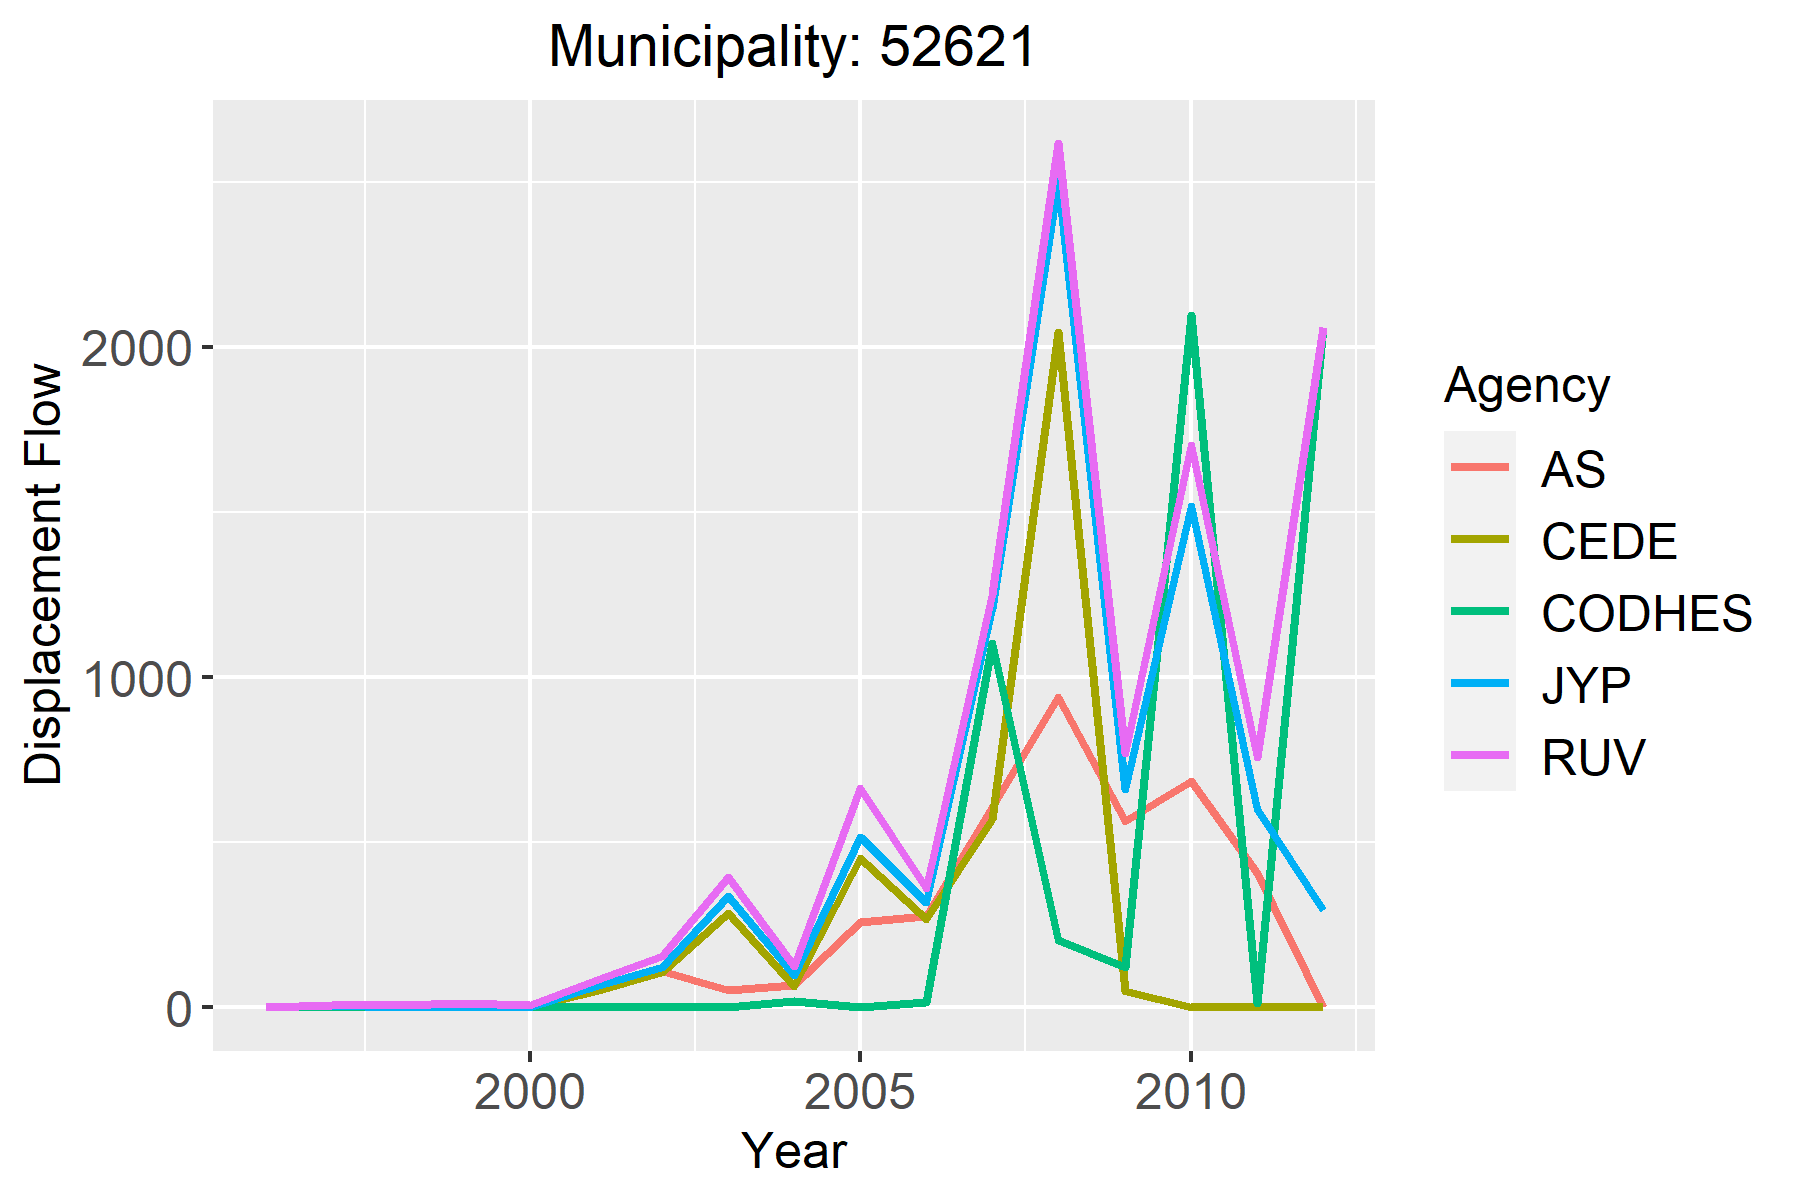 Municipality: 52621
Displacement Flow
2000
1000
0
2000
2005
2010
Year
Agency
AS
CEDE
CODHES
JYP
RUV